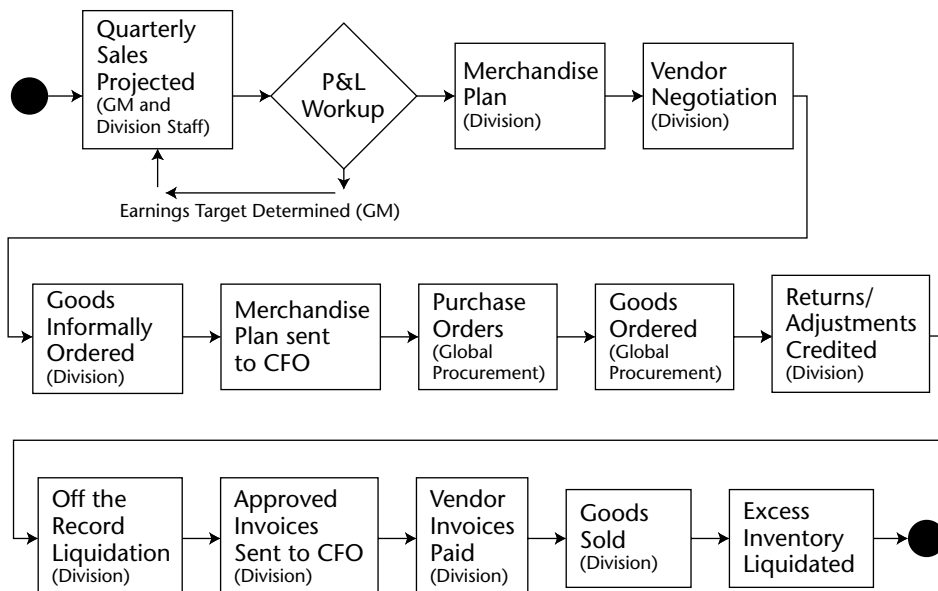 Quarterly
Sales
Projected
(GM and
Division Staff)
P&L
Workup
Merchandise
Plan
(Division)
Vendor
Negotiation
(Division)
Earnings Target Determined (GM)
Goods
Informally
Ordered
(Division)
Merchandise
Plan sent
to CFO
Purchase
Orders
(Global
Procurement)
Goods
Ordered
(Global
Procurement)
Returns/
Adjustments
Credited
(Division)
Off the
Record
Liquidation
(Division)
Approved
Invoices
Sent to CFO
(Division)
Vendor
Invoices
Paid
(Division)
Goods
Sold
(Division)
Excess
Inventory
Liquidated